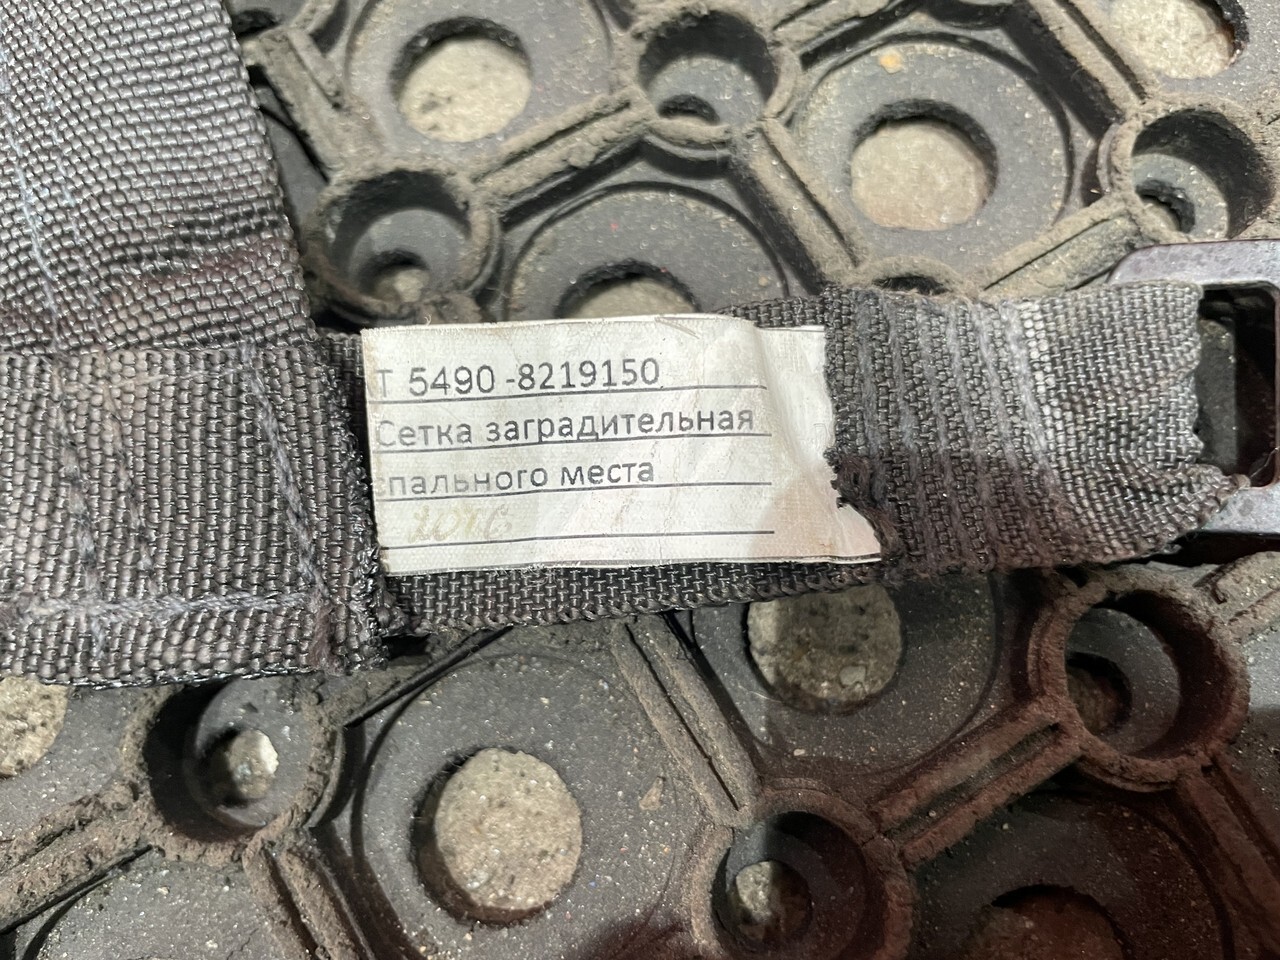 Т 5490 -8219150
Сетка заградительная
спального места